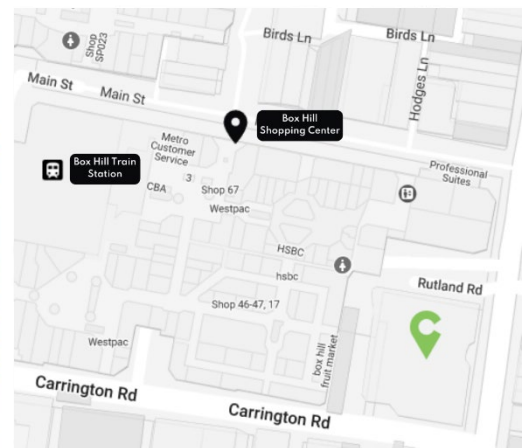 Birds Ln
Birds Ln
Shop
SP023
Hodges Ln
Main St
Main St
Box Hill
Shopping Center
Metro
Customer
Service
Professional
Suites
Box Hill Train
Station
3
CBA
Shop 67
Westpac
HSBC
hsbc
Rutland Rd
Shop 46-47, 17
Westpac
box hill
fruit market
C
Carrington Rd
Carrington Rd